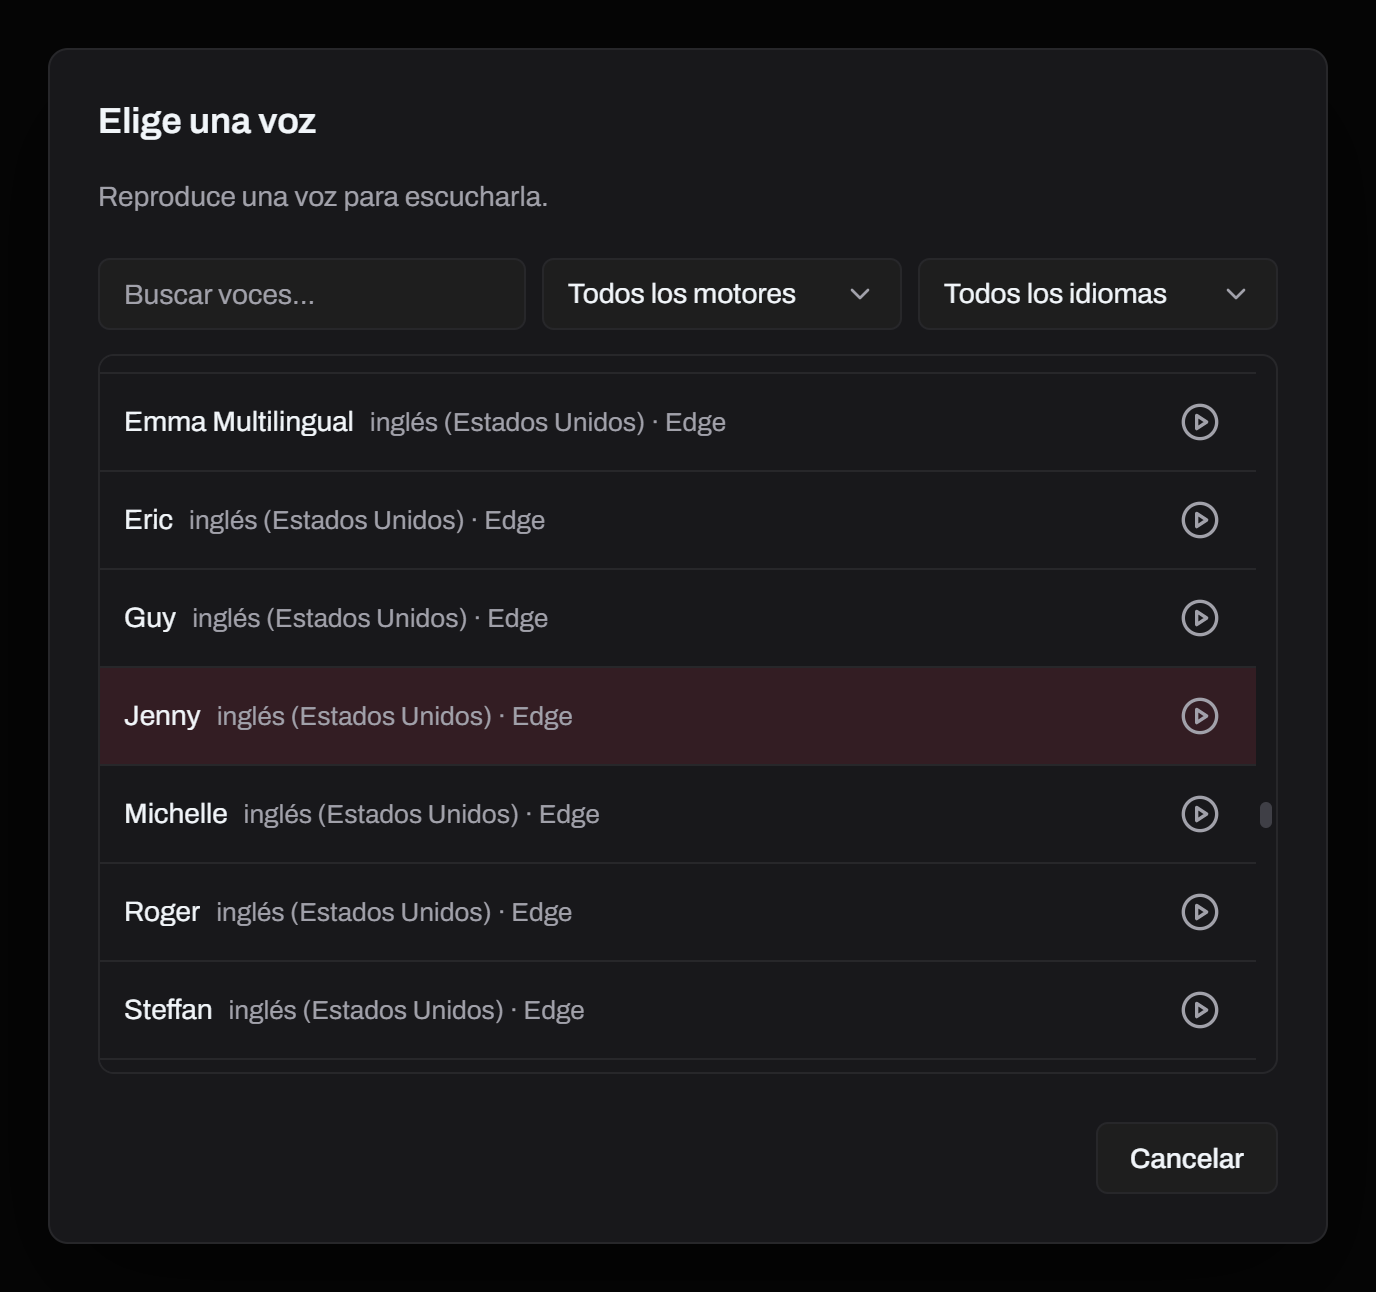 Elige una voz
Reproduce una voz para escucharla.
Buscar voces...
Todos los motores
Todos los idiomas
Emma Multilingual inglés (Estados Unidos) · Edge
Eric inglés (Estados Unidos) · Edge
Guy inglés (Estados Unidos) · Edge
Jenny inglés (Estados Unidos) · Edge
Michelle inglés (Estados Unidos) · Edge
Roger inglés (Estados Unidos) · Edge
Steffan inglés (Estados Unidos) · Edge
Cancelar